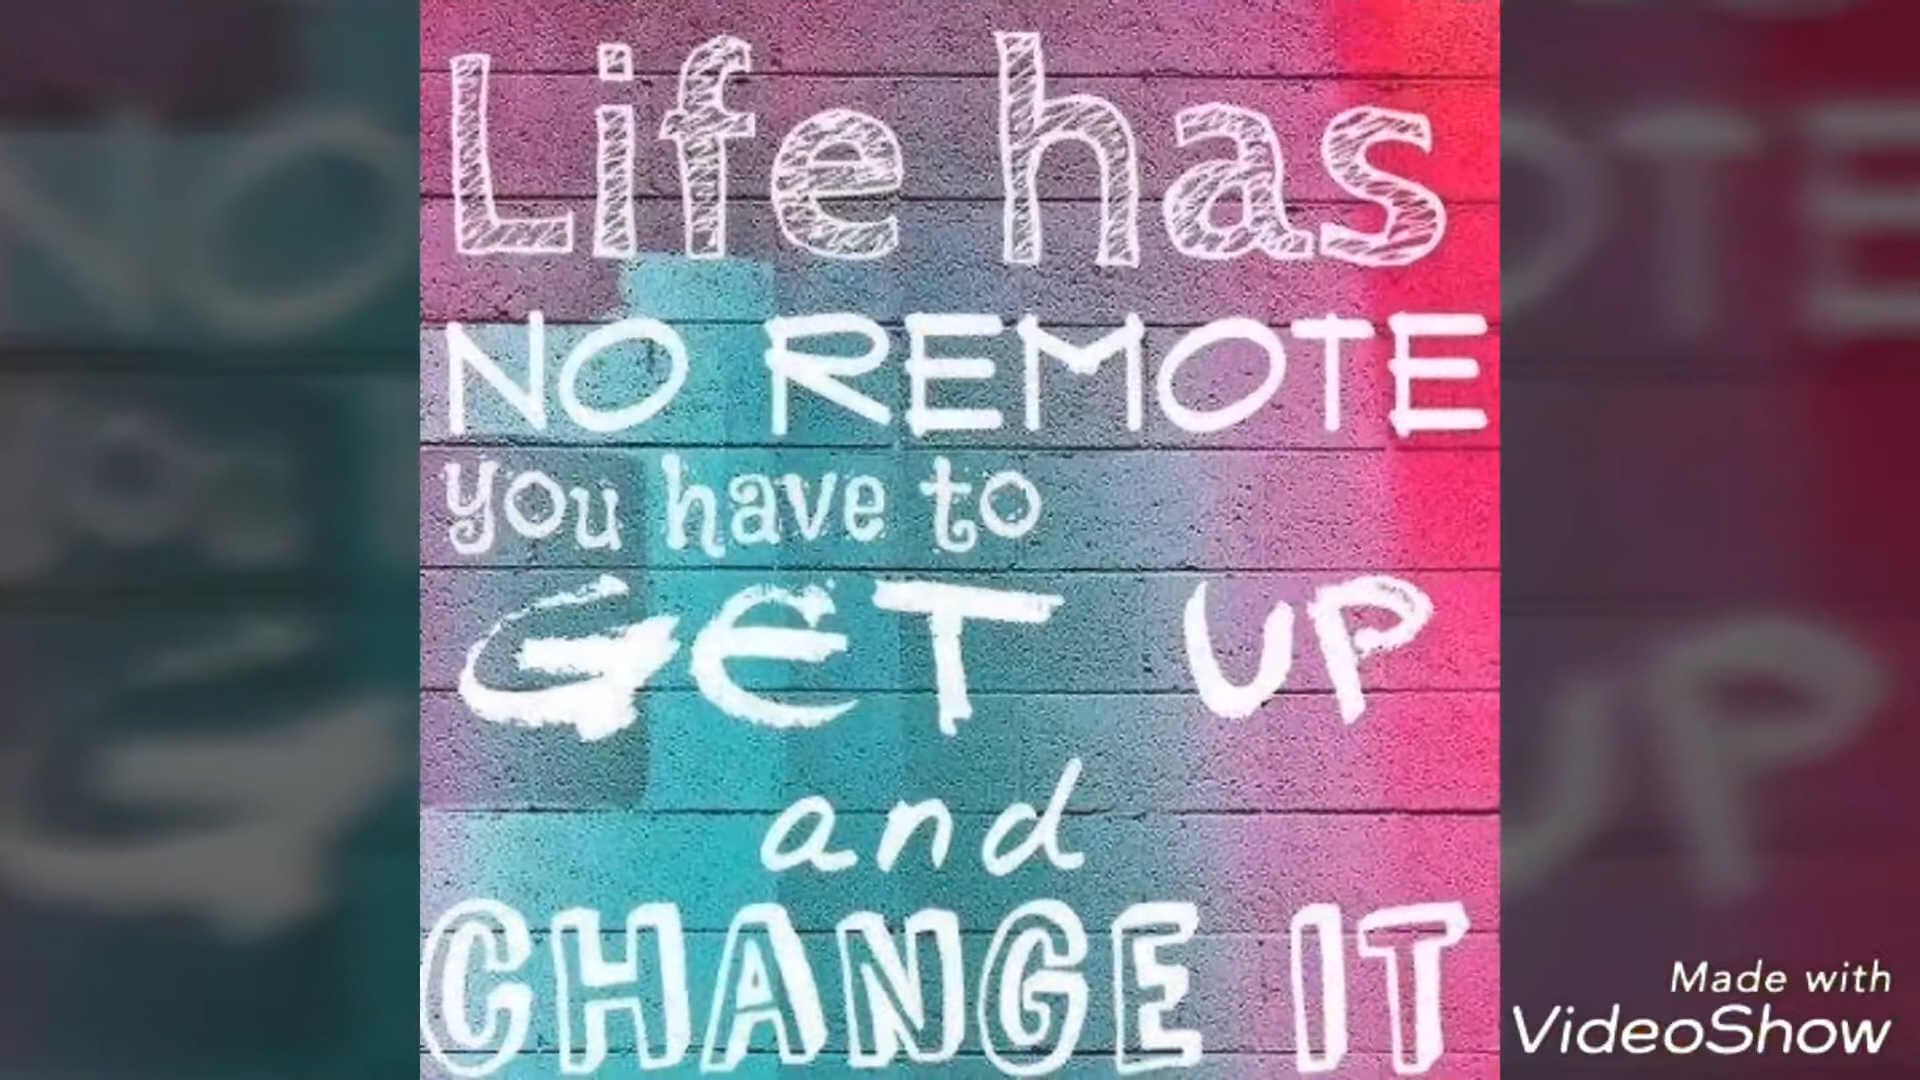 Life has
NO REMOTE
you have to
GET UP
and
CHANGE IT
Made with
VideoShow